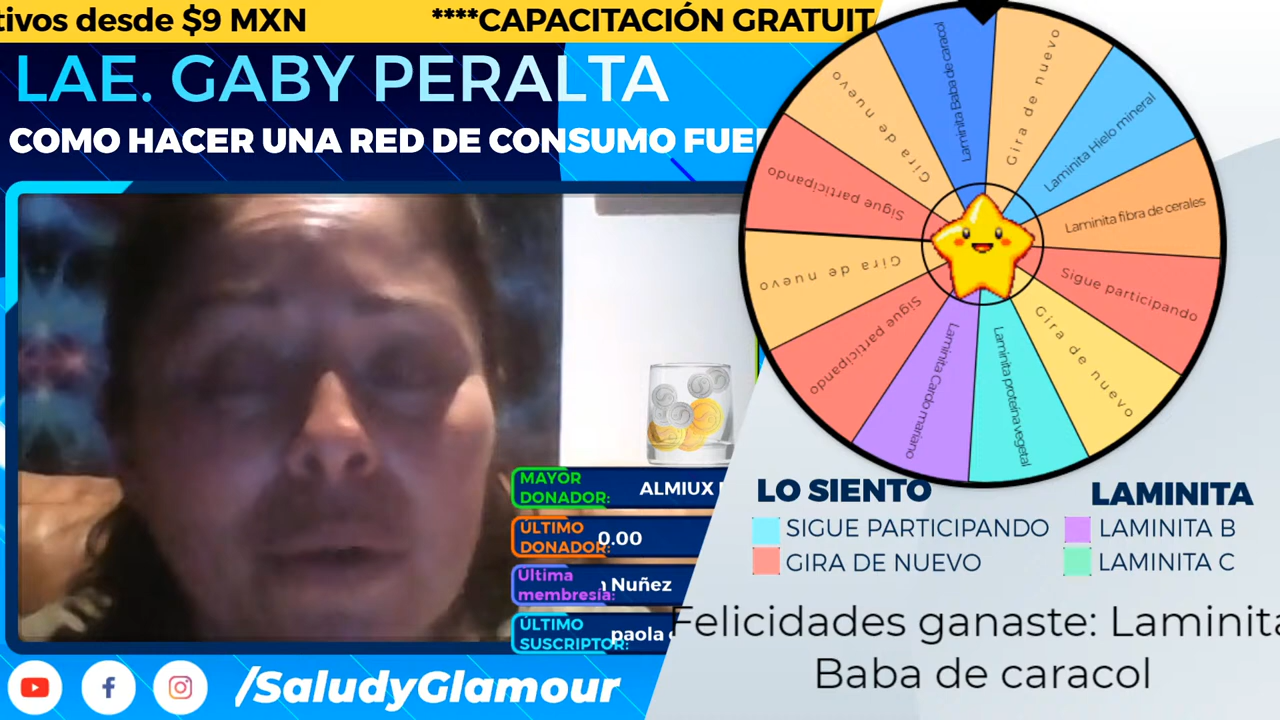 tivos desde $9 MXN
****CAPACITACIÓN GRATUIT
LAE. GABY PERALTA
COMO HACER UNA RED DE CONSUMO FUE
Laminita Baba de caracol
Gira de nuevo
Laminita Hielo mineral
Laminita fibra de cerales
Sigue participando
Gira de nuevo
Laminita proteína vegetal
Laminita Cardo mariano
Sigue participando
Gira de nuevo
Sigue participando
Gira de nuevo
MAYOR
DONADOR:
ALMIUX
ÚLTIMO
DONADOR:
0.00
Última
membresía:
Nuñez
ÚLTIMO
SUSCRIPTOR:
paola
LO SIENTO
SIGUE PARTICIPANDO
GIRA DE NUEVO
LAMINITA
LAMINITA B
LAMINITA C
Felicidades ganaste: Laminita
Baba de caracol
/SaludyGlamour